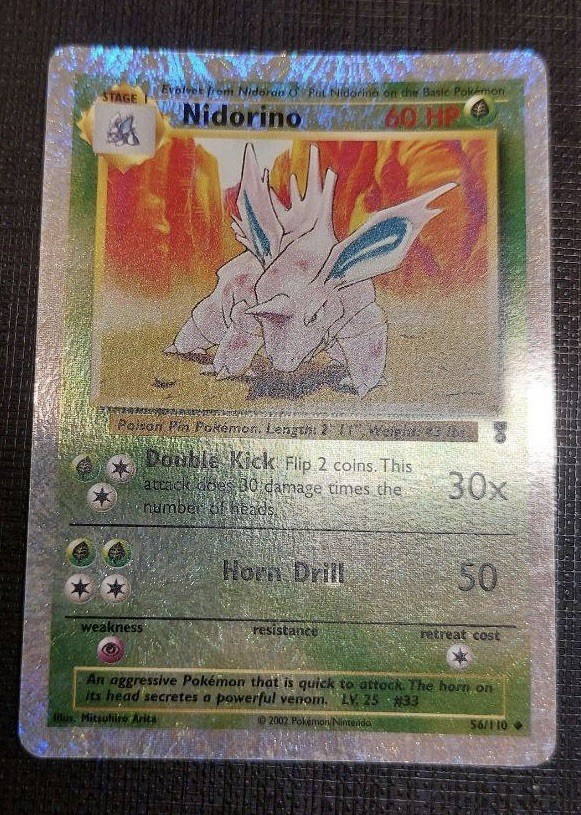 Evolves from Nidoran ♂ Put Nidorino on the Basic Pokémon
STAGE 1
Nidorino 60 HP
Poison Pin Pokémon. Length: 2' 11", Weight: 43 lbs.
Double Kick Flip 2 coins. This
attack does 30 damage times the
number of heads.
30x
Horn Drill 50
weakness resistance retreat cost
An aggressive Pokémon that is quick to attack. The horn on
its head secretes a powerful venom. LV. 25 #33
Illus. Mitsuhiro Arita © 2002 Pokémon/Nintendo 56/110